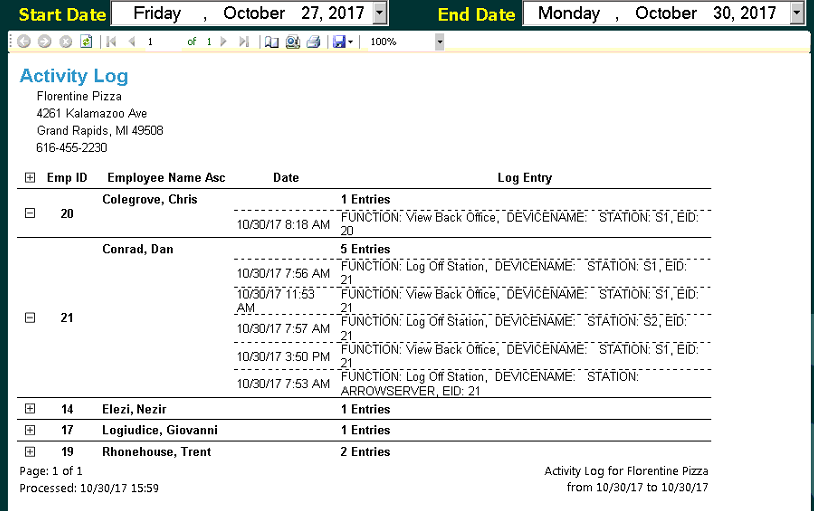 Start Date Friday , October 27, 2017 End Date Monday , October 30, 2017
1 of 1 100%
Activity Log
Florentine Pizza
4261 Kalamazoo Ave
Grand Rapids, MI 49508
616-455-2230
Emp ID Employee Name Asc Date Log Entry
Colegrove, Chris 1 Entries
20
10/30/17 8:18 AM FUNCTION: View Back Office, DEVICENAME: STATION: S1, EID:
20
Conrad, Dan 5 Entries
10/30/17 7:56 AM FUNCTION: Log Off Station, DEVICENAME: STATION: S1, EID:
21
10/30/17 11:53 FUNCTION: View Back Office, DEVICENAME: STATION: S1, EID:
AM 21
21
10/30/17 7:57 AM FUNCTION: Log Off Station, DEVICENAME: STATION: S2, EID:
21
10/30/17 3:50 PM FUNCTION: View Back Office, DEVICENAME: STATION: S1, EID:
21
10/30/17 7:53 AM FUNCTION: Log Off Station, DEVICENAME: STATION:
ARROWSERVER, EID: 21
14 Elezi, Nezir 1 Entries
17 Logiudice, Giovanni 1 Entries
19 Rhonehouse, Trent 2 Entries
Page: 1 of 1 Activity Log for Florentine Pizza
Processed: 10/30/17 15:59 from 10/30/17 to 10/30/17